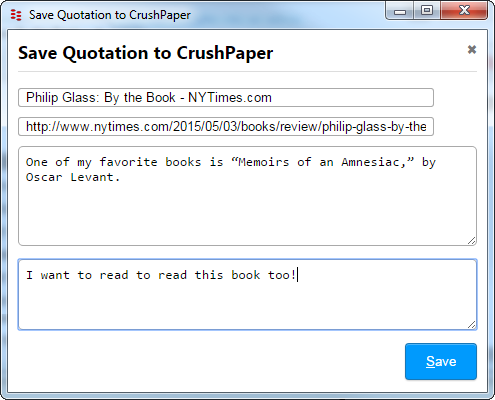 Save Quotation to CrushPaper
Save Quotation to CrushPaper
Philip Glass: By the Book - NYTimes.com
http://www.nytimes.com/2015/05/03/books/review/philip-glass-by-the
One of my favorite books is “Memoirs of an Amnesiac,” by
Oscar Levant.
I want to read to read this book too!
Save